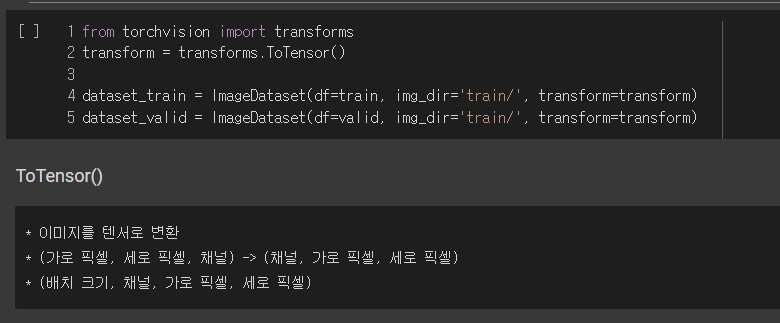 [ ] 1 from torchvision import transforms
2 transform = transforms.ToTensor()
3
4 dataset_train = ImageDataset(df=train, img_dir='train/', transform=transform)
5 dataset_valid = ImageDataset(df=valid, img_dir='train/', transform=transform)
ToTensor()
* 이미지를 텐서로 변환
* (가로 픽셀, 세로 픽셀, 채널) -> (채널, 가로 픽셀, 세로 픽셀)
* (배치 크기, 채널, 가로 픽셀, 세로 픽셀)